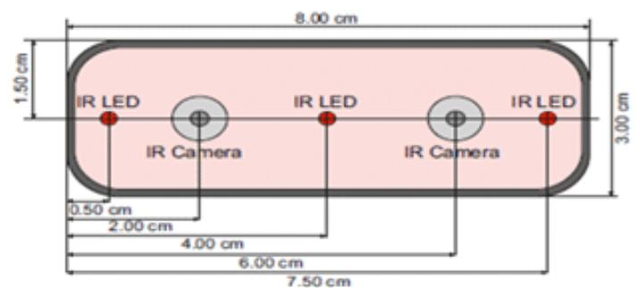 8.00 cm
1.50 cm
IR LED IR LED IR LED
3.00 cm
IR Camera IR Camera
0.50 cm
2.00 cm
4.00 cm
6.00 cm
7.50 cm